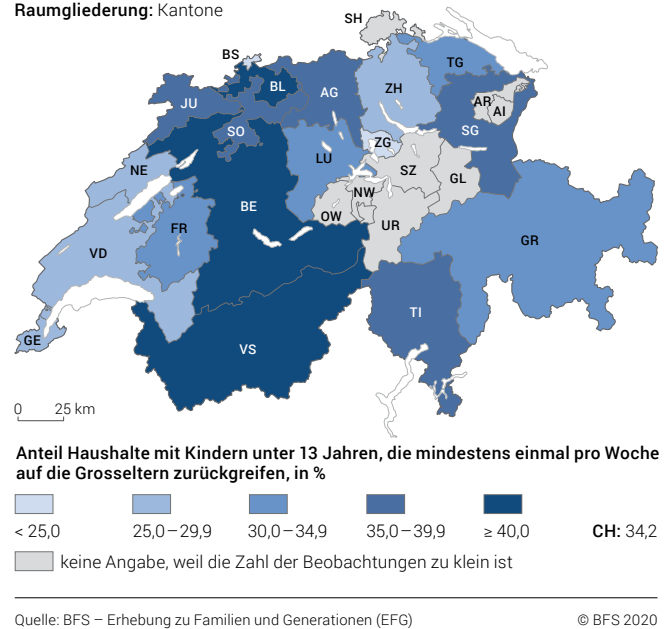 Raumgliederung: Kantone
SH
BS
TG
BL
ZH
AG
JU
AR
AI
SO
SG
ZG
LU
NE
SZ
GL
NW
BE
OW
FR
UR
GR
VD
TI
GE
VS
0 25 km
Anteil Haushalte mit Kindern unter 13 Jahren, die mindestens einmal pro Woche
auf die Grosseltern zurückgreifen, in %
< 25,0 25,0–29,9 30,0–34,9 35,0–39,9 ≥ 40,0 CH: 34,2
keine Angabe, weil die Zahl der Beobachtungen zu klein ist
Quelle: BFS – Erhebung zu Familien und Generationen (EFG) © BFS 2020